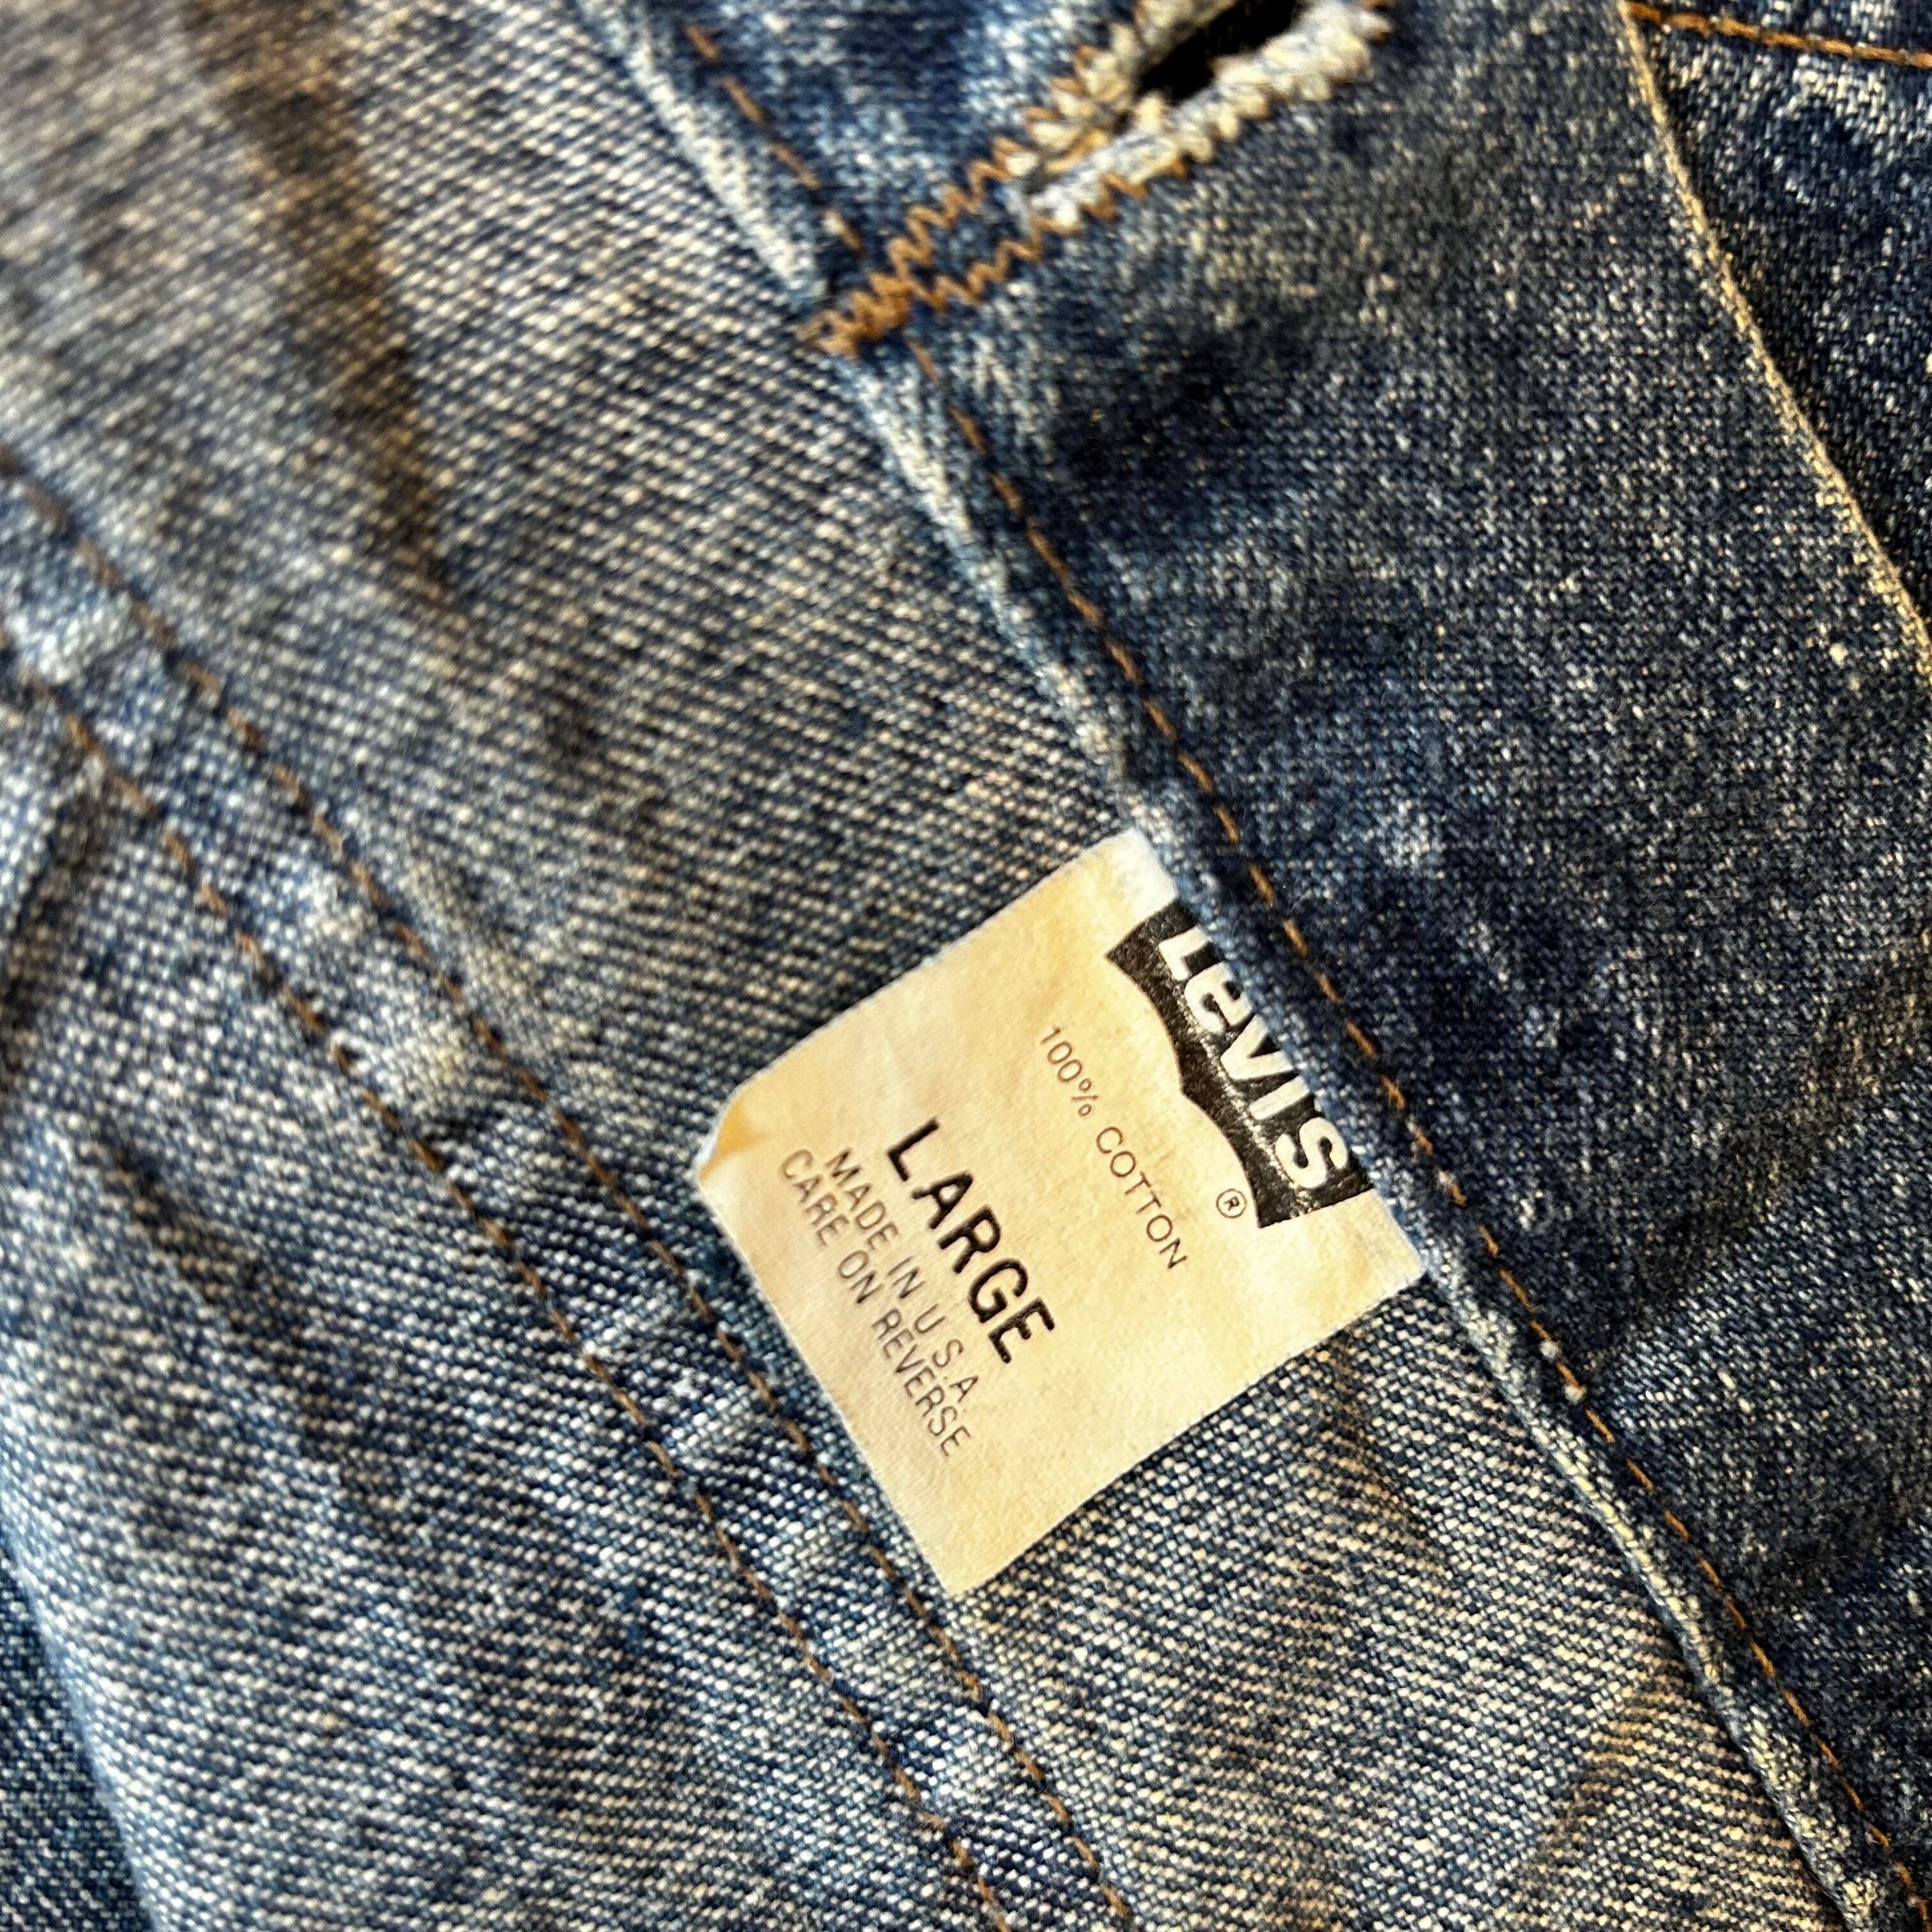 Levi's
®
100% COTTON
LARGE
MADE IN U S.A.
CARE ON REVERSE